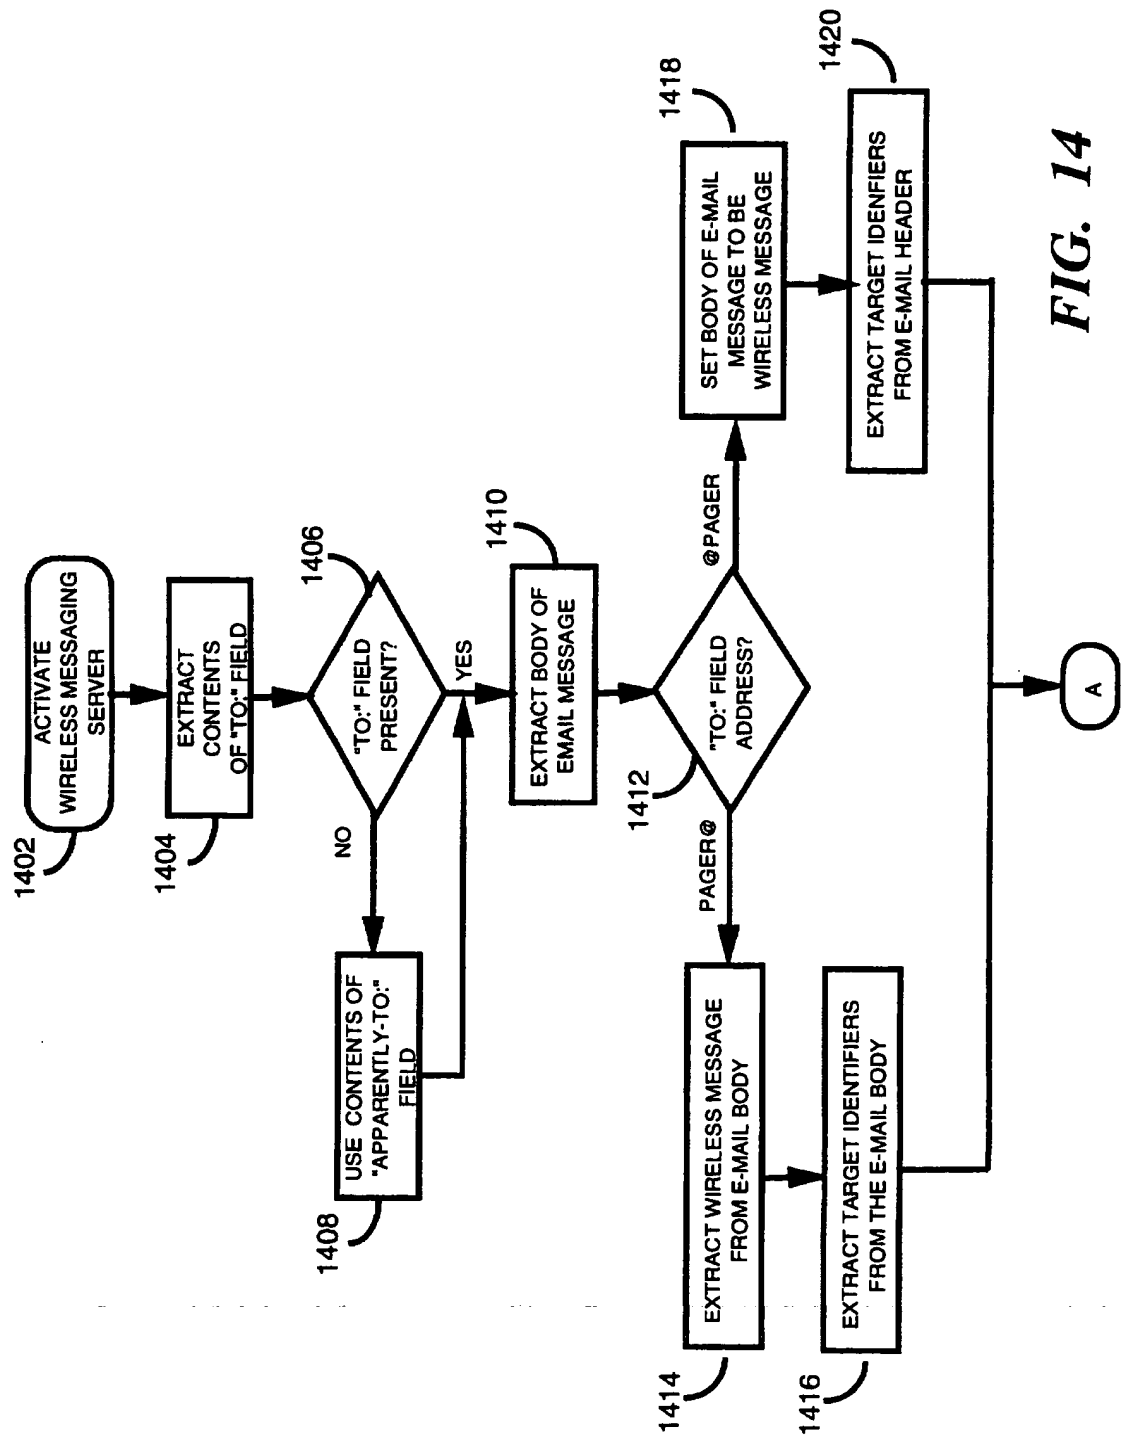 1402
ACTIVATE
WIRELESS MESSAGING
SERVER
1404
EXTRACT
CONTENTS
OF "TO:" FIELD
1406
"TO:" FIELD
PRESENT?
NO
YES
1408
USE CONTENTS OF
"APPARENTLY-TO:"
FIELD
1410
EXTRACT BODY OF
EMAIL MESSAGE
1412
"TO:" FIELD
ADDRESS?
PAGER@
@PAGER
1414
EXTRACT WIRELESS MESSAGE
FROM E-MAIL BODY
1416
EXTRACT TARGET IDENTIFIERS
FROM THE E-MAIL BODY
1418
SET BODY OF E-MAIL
MESSAGE TO BE
WIRELESS MESSAGE
1420
EXTRACT TARGET IDENFIERS
FROM E-MAIL HEADER
A
FIG. 14